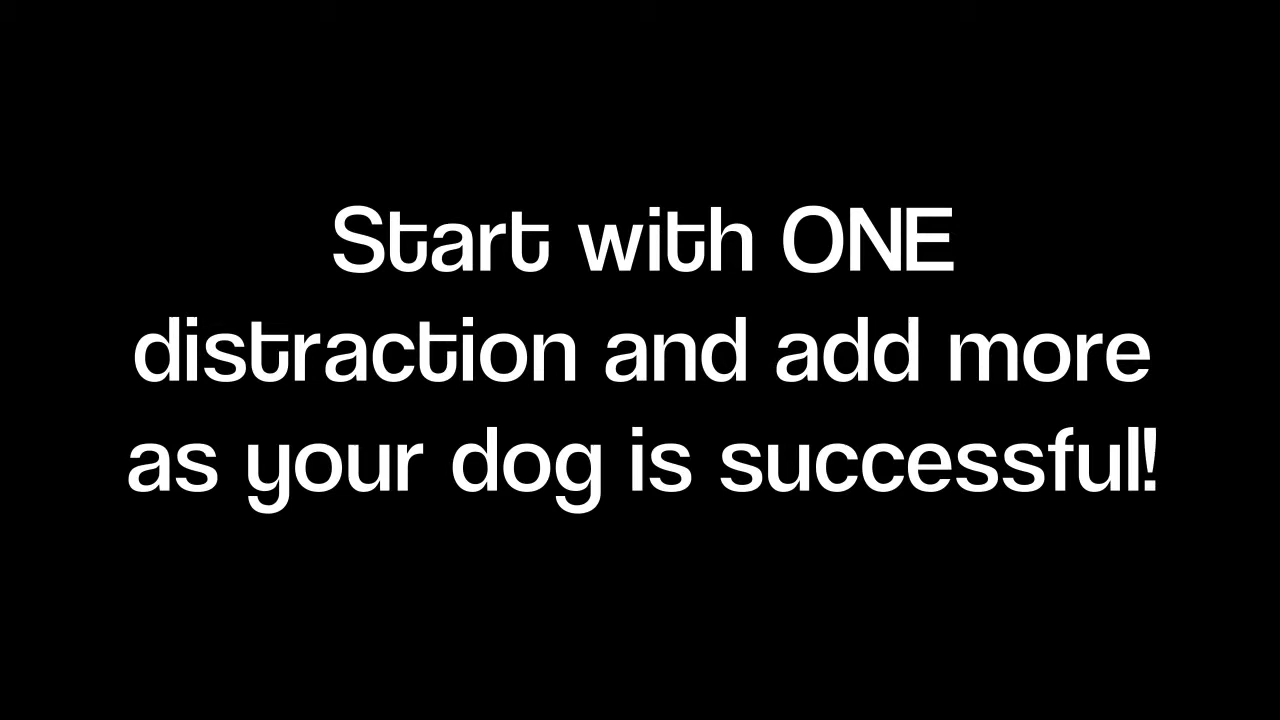 Start with ONE
distraction and add more
as your dog is successful!